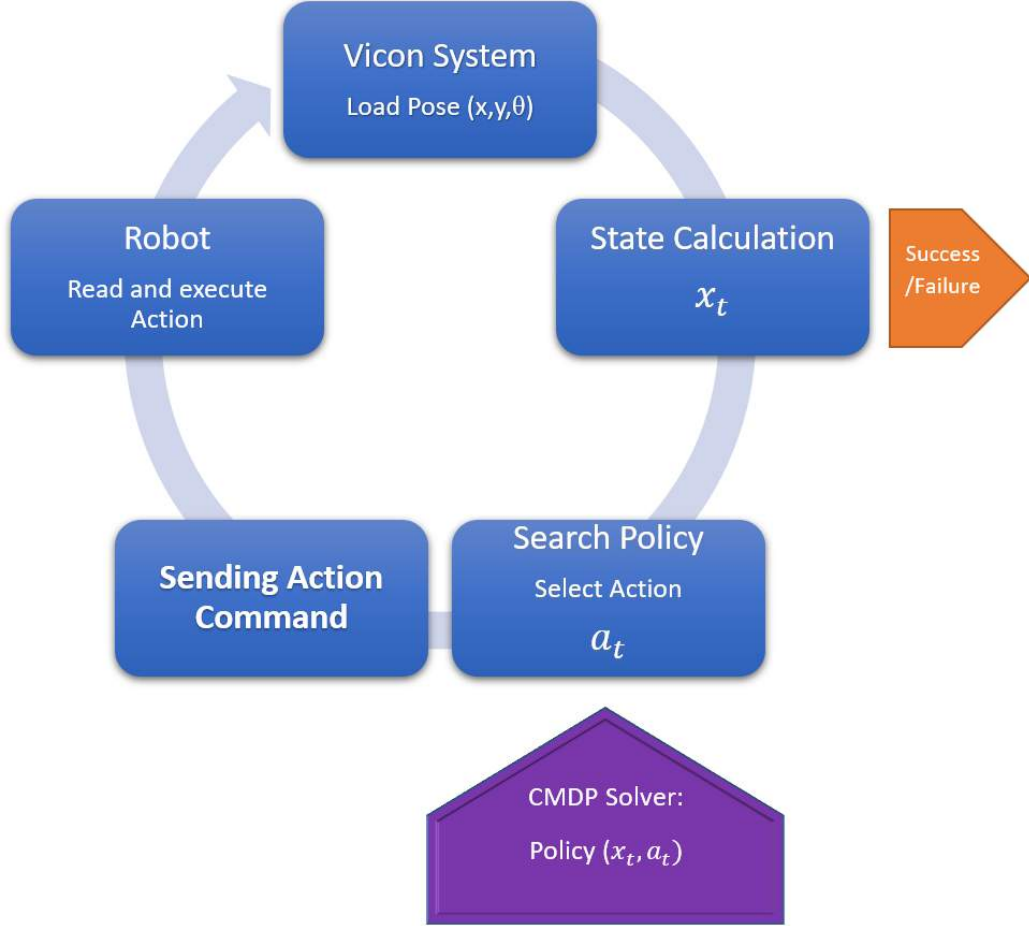 Vicon System
Load Pose (x,y,θ)
State Calculation
x_t
Success
/Failure
Search Policy
Select Action
a_t
Sending Action
Command
Robot
Read and execute
Action
CMDP Solver:
Policy (x_t, a_t)